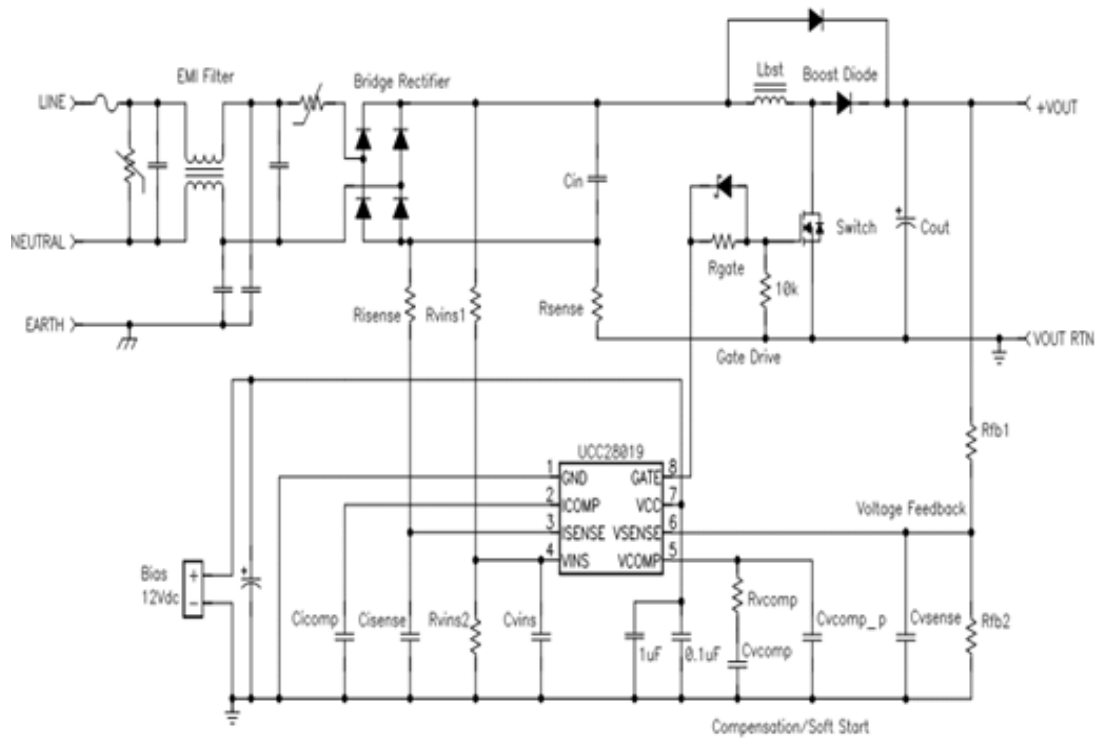 Lbst
Boost Diode
EMI Filter
Bridge Rectifier
LINE
+VOUT
Cin
NEUTRAL
Rgate
10k
Switch
Cout
Risense
Rvins1
Rsense
EARTH
Gate Drive
VOUT RTN
UCC28019
Rfb1
1
GND
GATE
8
2
ICOMP
VCC
7
Voltage Feedback
3
ISENSE
VSENSE
6
4
VINS
VCOMP
5
Bias
12Vdc
+
-
+
+
Cicomp
Cisense
Rvins2
Cvins
1uF
0.1uF
Rvcomp
Cvcomp
Cvcomp_p
Cvsense
Rfb2
Compensation/Soft Start